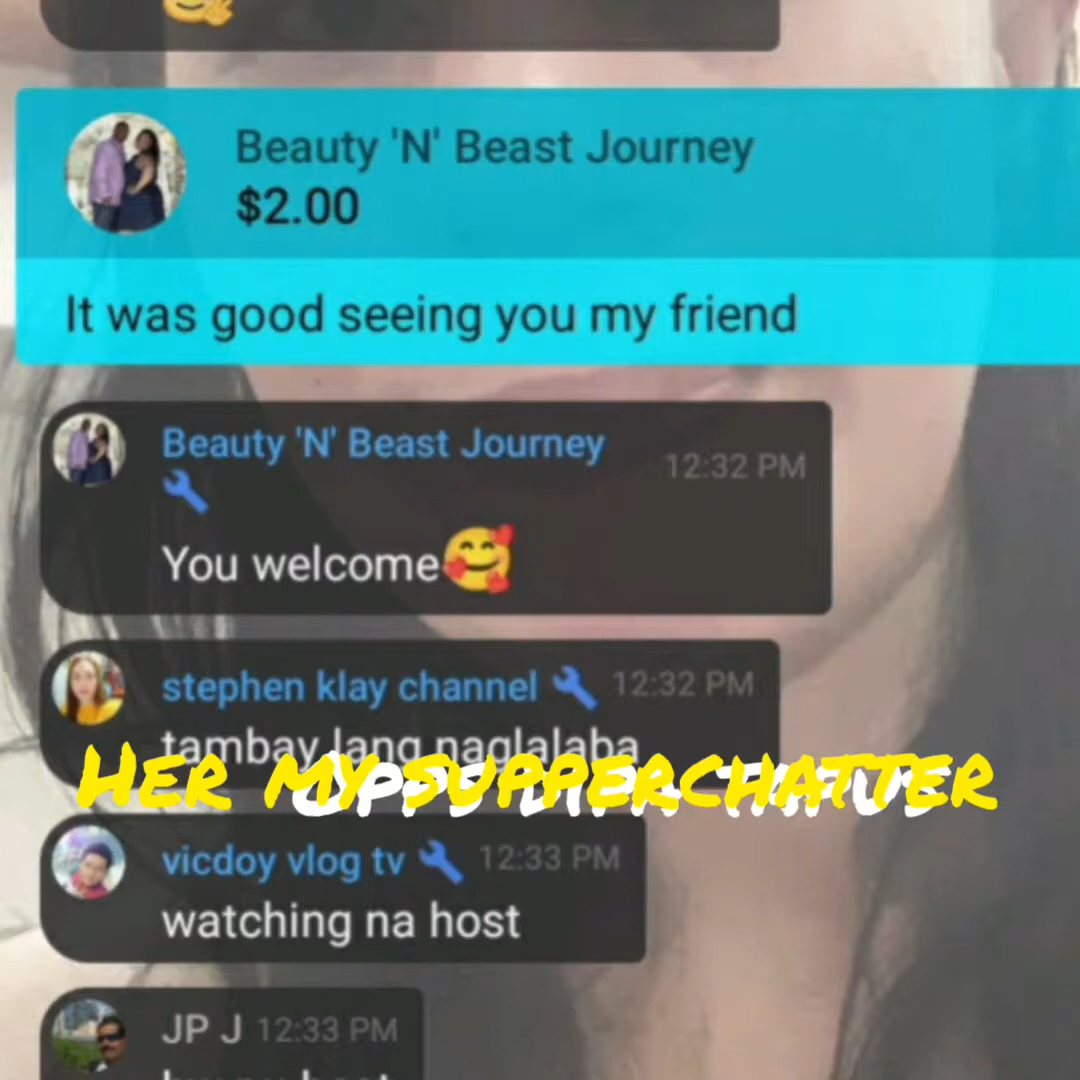 Beauty 'N' Beast Journey
$2.00
It was good seeing you my friend
Beauty 'N' Beast Journey
12:32 PM
You welcome
stephen klay channel 12:32 PM
tambay lang naglalaba
HER MY SUPPERCHATTER
vicdoy vlog tv 12:33 PM
watching na host
JP J 12:33 PM